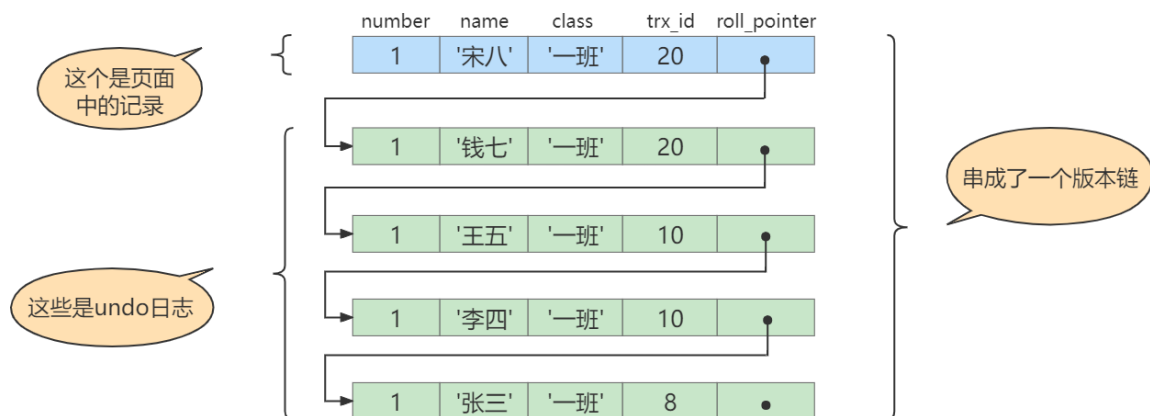 number name class trx_id roll_pointer
1 '宋八' '一班' 20
这个是页面
中的记录
1 '钱七' '一班' 20
串成了一个版本链
1 '王五' '一班' 10
这些是undo日志
1 '李四' '一班' 10
1 '张三' '一班' 8